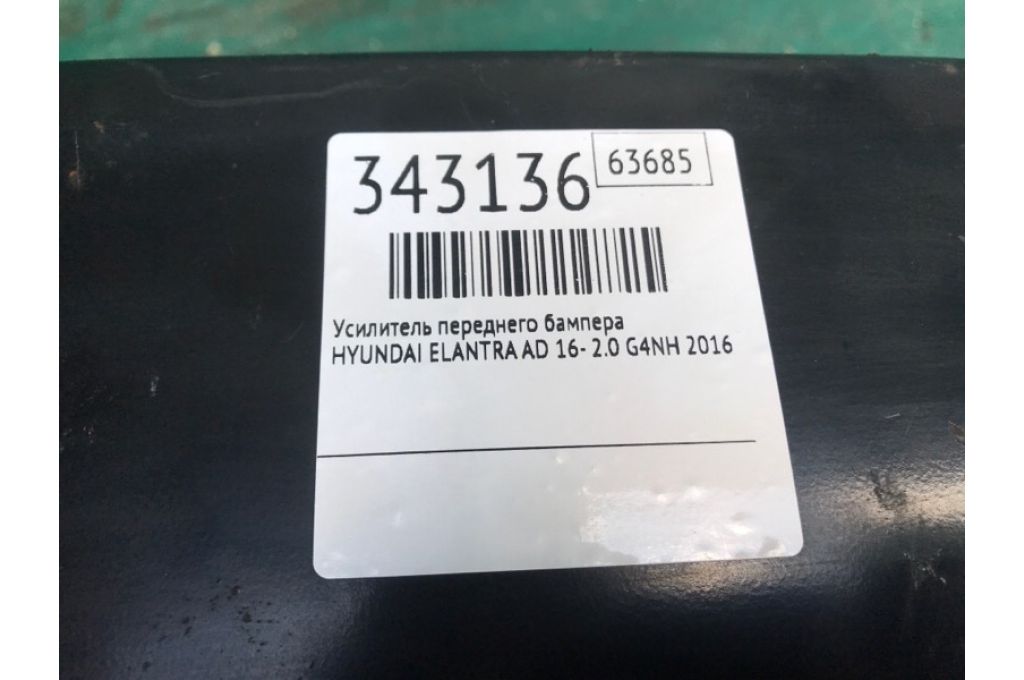 343136
63685
Усилитель переднего бампера
HYUNDAI ELANTRA AD 16- 2.0 G4NH 2016